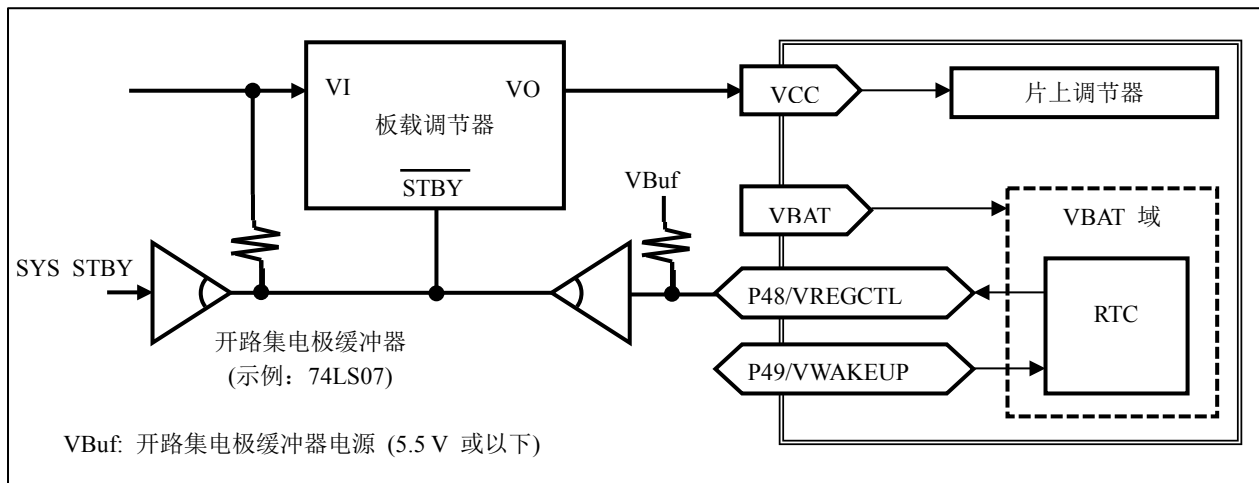 VI
VO
VCC
片上调节器
板载调节器
STBY
VBuf
VBAT
VBAT 域
SYS STBY
P48/VREGCTL
RTC
开路集电极缓冲器
(示例：74LS07)
P49/VWAKEUP
VBuf: 开路集电极缓冲器电源 (5.5 V 或以下)